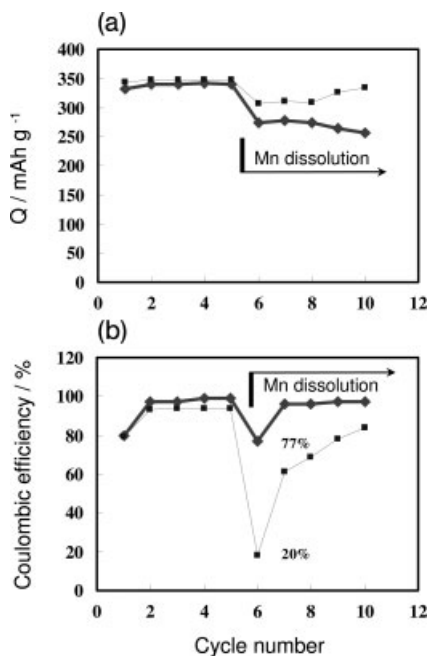 (a)
400
350
300
250
200
150
100
50
0
Q / mAh g⁻¹
Mn dissolution
0 2 4 6 8 10 12
(b)
120
100
80
60
40
20
0
Coulombic efficiency / %
Mn dissolution
77%
20%
0 2 4 6 8 10 12
Cycle number